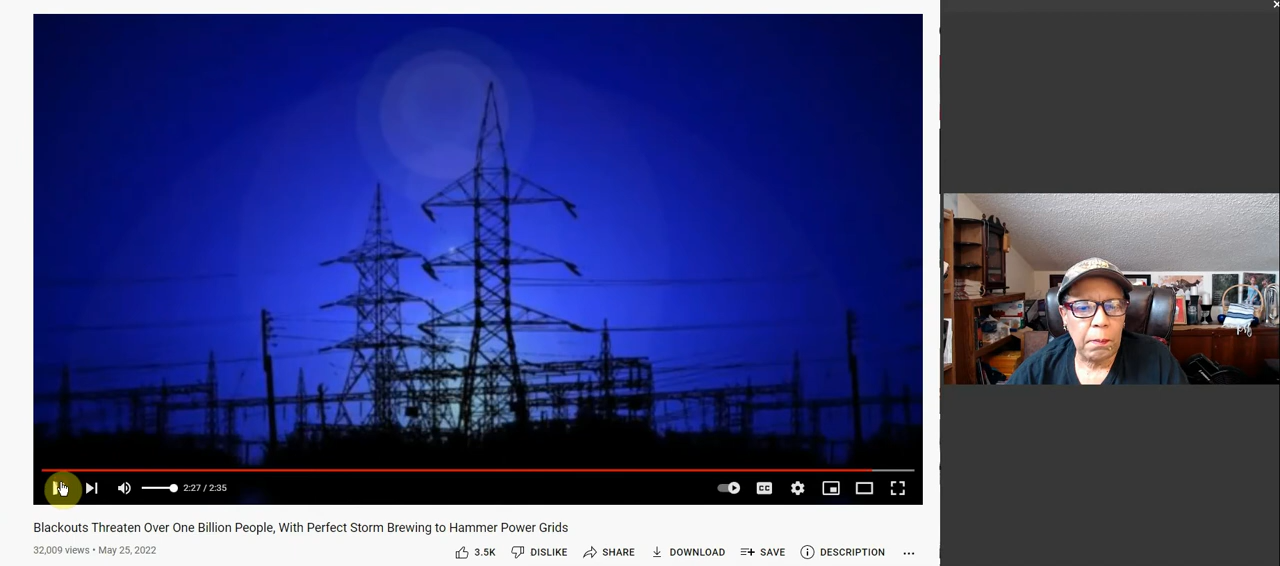 2:27 / 2:35
CC
Blackouts Threaten Over One Billion People, With Perfect Storm Brewing to Hammer Power Grids
32,009 views • May 25, 2022
3.5K DISLIKE SHARE DOWNLOAD SAVE DESCRIPTION ...